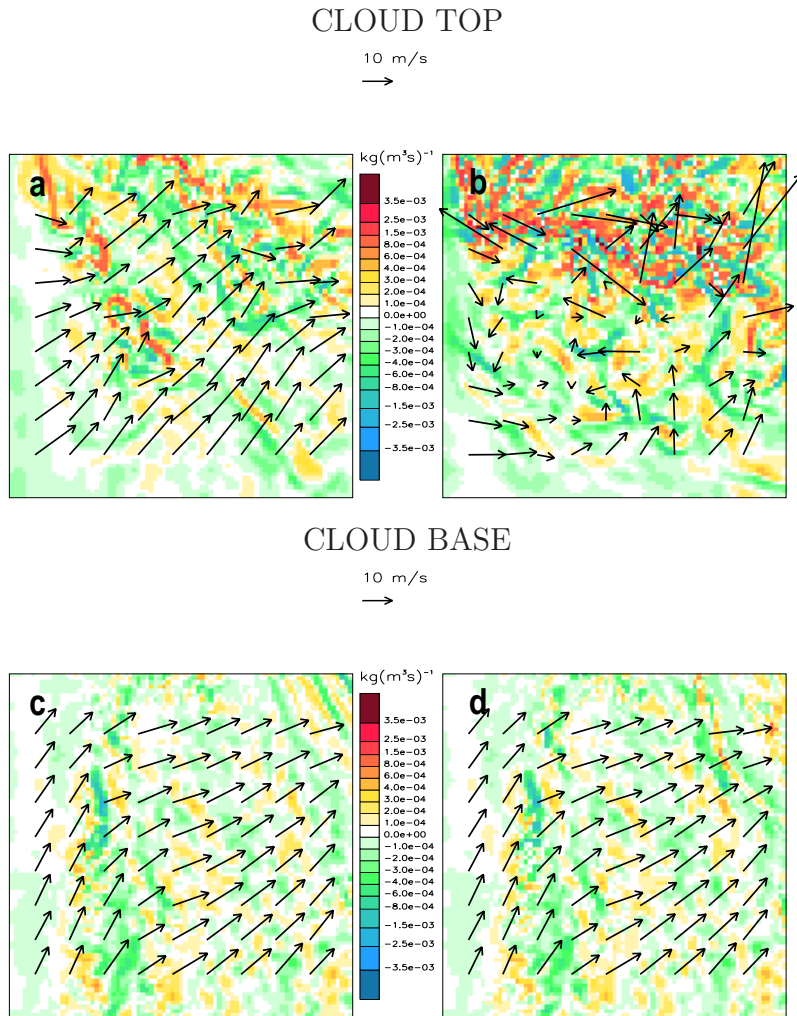 CLOUD TOP
10 m/s
a
kg(m³s)⁻¹
3.5e−03
2.5e−03
1.5e−03
8.0e−04
6.0e−04
4.0e−04
3.0e−04
2.0e−04
1.0e−04
0.0e+00
−1.0e−04
−2.0e−04
−3.0e−04
−4.0e−04
−6.0e−04
−8.0e−04
−1.5e−03
−2.5e−03
−3.5e−03
b
CLOUD BASE
10 m/s
c
kg(m³s)⁻¹
3.5e−03
2.5e−03
1.5e−03
8.0e−04
6.0e−04
4.0e−04
3.0e−04
2.0e−04
1.0e−04
0.0e+00
−1.0e−04
−2.0e−04
−3.0e−04
−4.0e−04
−6.0e−04
−8.0e−04
−1.5e−03
−2.5e−03
−3.5e−03
d